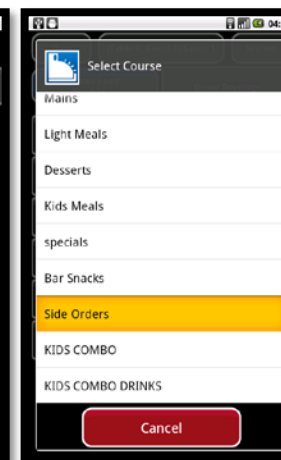 04:
Select Course
Mains
Light Meals
Desserts
Kids Meals
specials
Bar Snacks
Side Orders
KIDS COMBO
KIDS COMBO DRINKS
Cancel